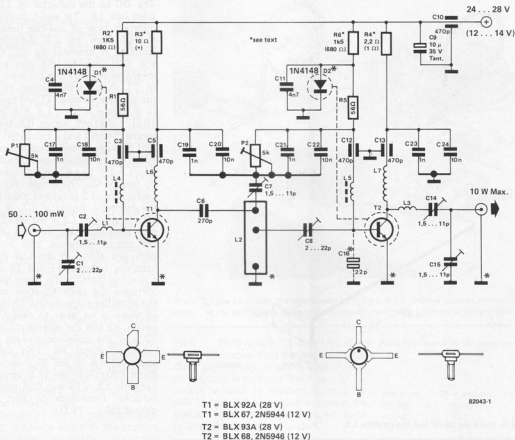 24 ... 28 V
(12 ... 14 V)
C10
470p
C9
10 µ
35 V
Tant.
R2*
1K5
(680 Ω)
R3*
10 Ω
(*)
*see text
R6*
1k5
(680 Ω)
R4*
2,2 Ω
(1 Ω)
1N4148
D1*
C4
4n7
R1
56Ω
1N4148
D2*
C11
4n7
R5
56Ω
P1
5k
C17
1n
C18
10n
C3
470p
C5
470p
C19
1n
C20
10n
P2
5k
C21
1n
C22
10n
C12
470p
C13
470p
C23
1n
C24
10n
L4
L6
C7
1,5 ... 11p
L5
L7
50 ... 100 mW
C2
1,5 ... 11p
L1
T1
C6
270p
L2
C8
2 ... 22p
T2
L3
C14
1,5 ... 11p
10 W Max.
C1
2 ... 22p
C16*
22p
C15
1,5 ... 11p
*
*
*
C
E
E
B
C
E
E
B
82043-1
T1 = BLX 92A (28 V)
T1 = BLX 67, 2N5944 (12 V)
T2 = BLX 93A (28 V)
T2 = BLX 68, 2N5946 (12 V)